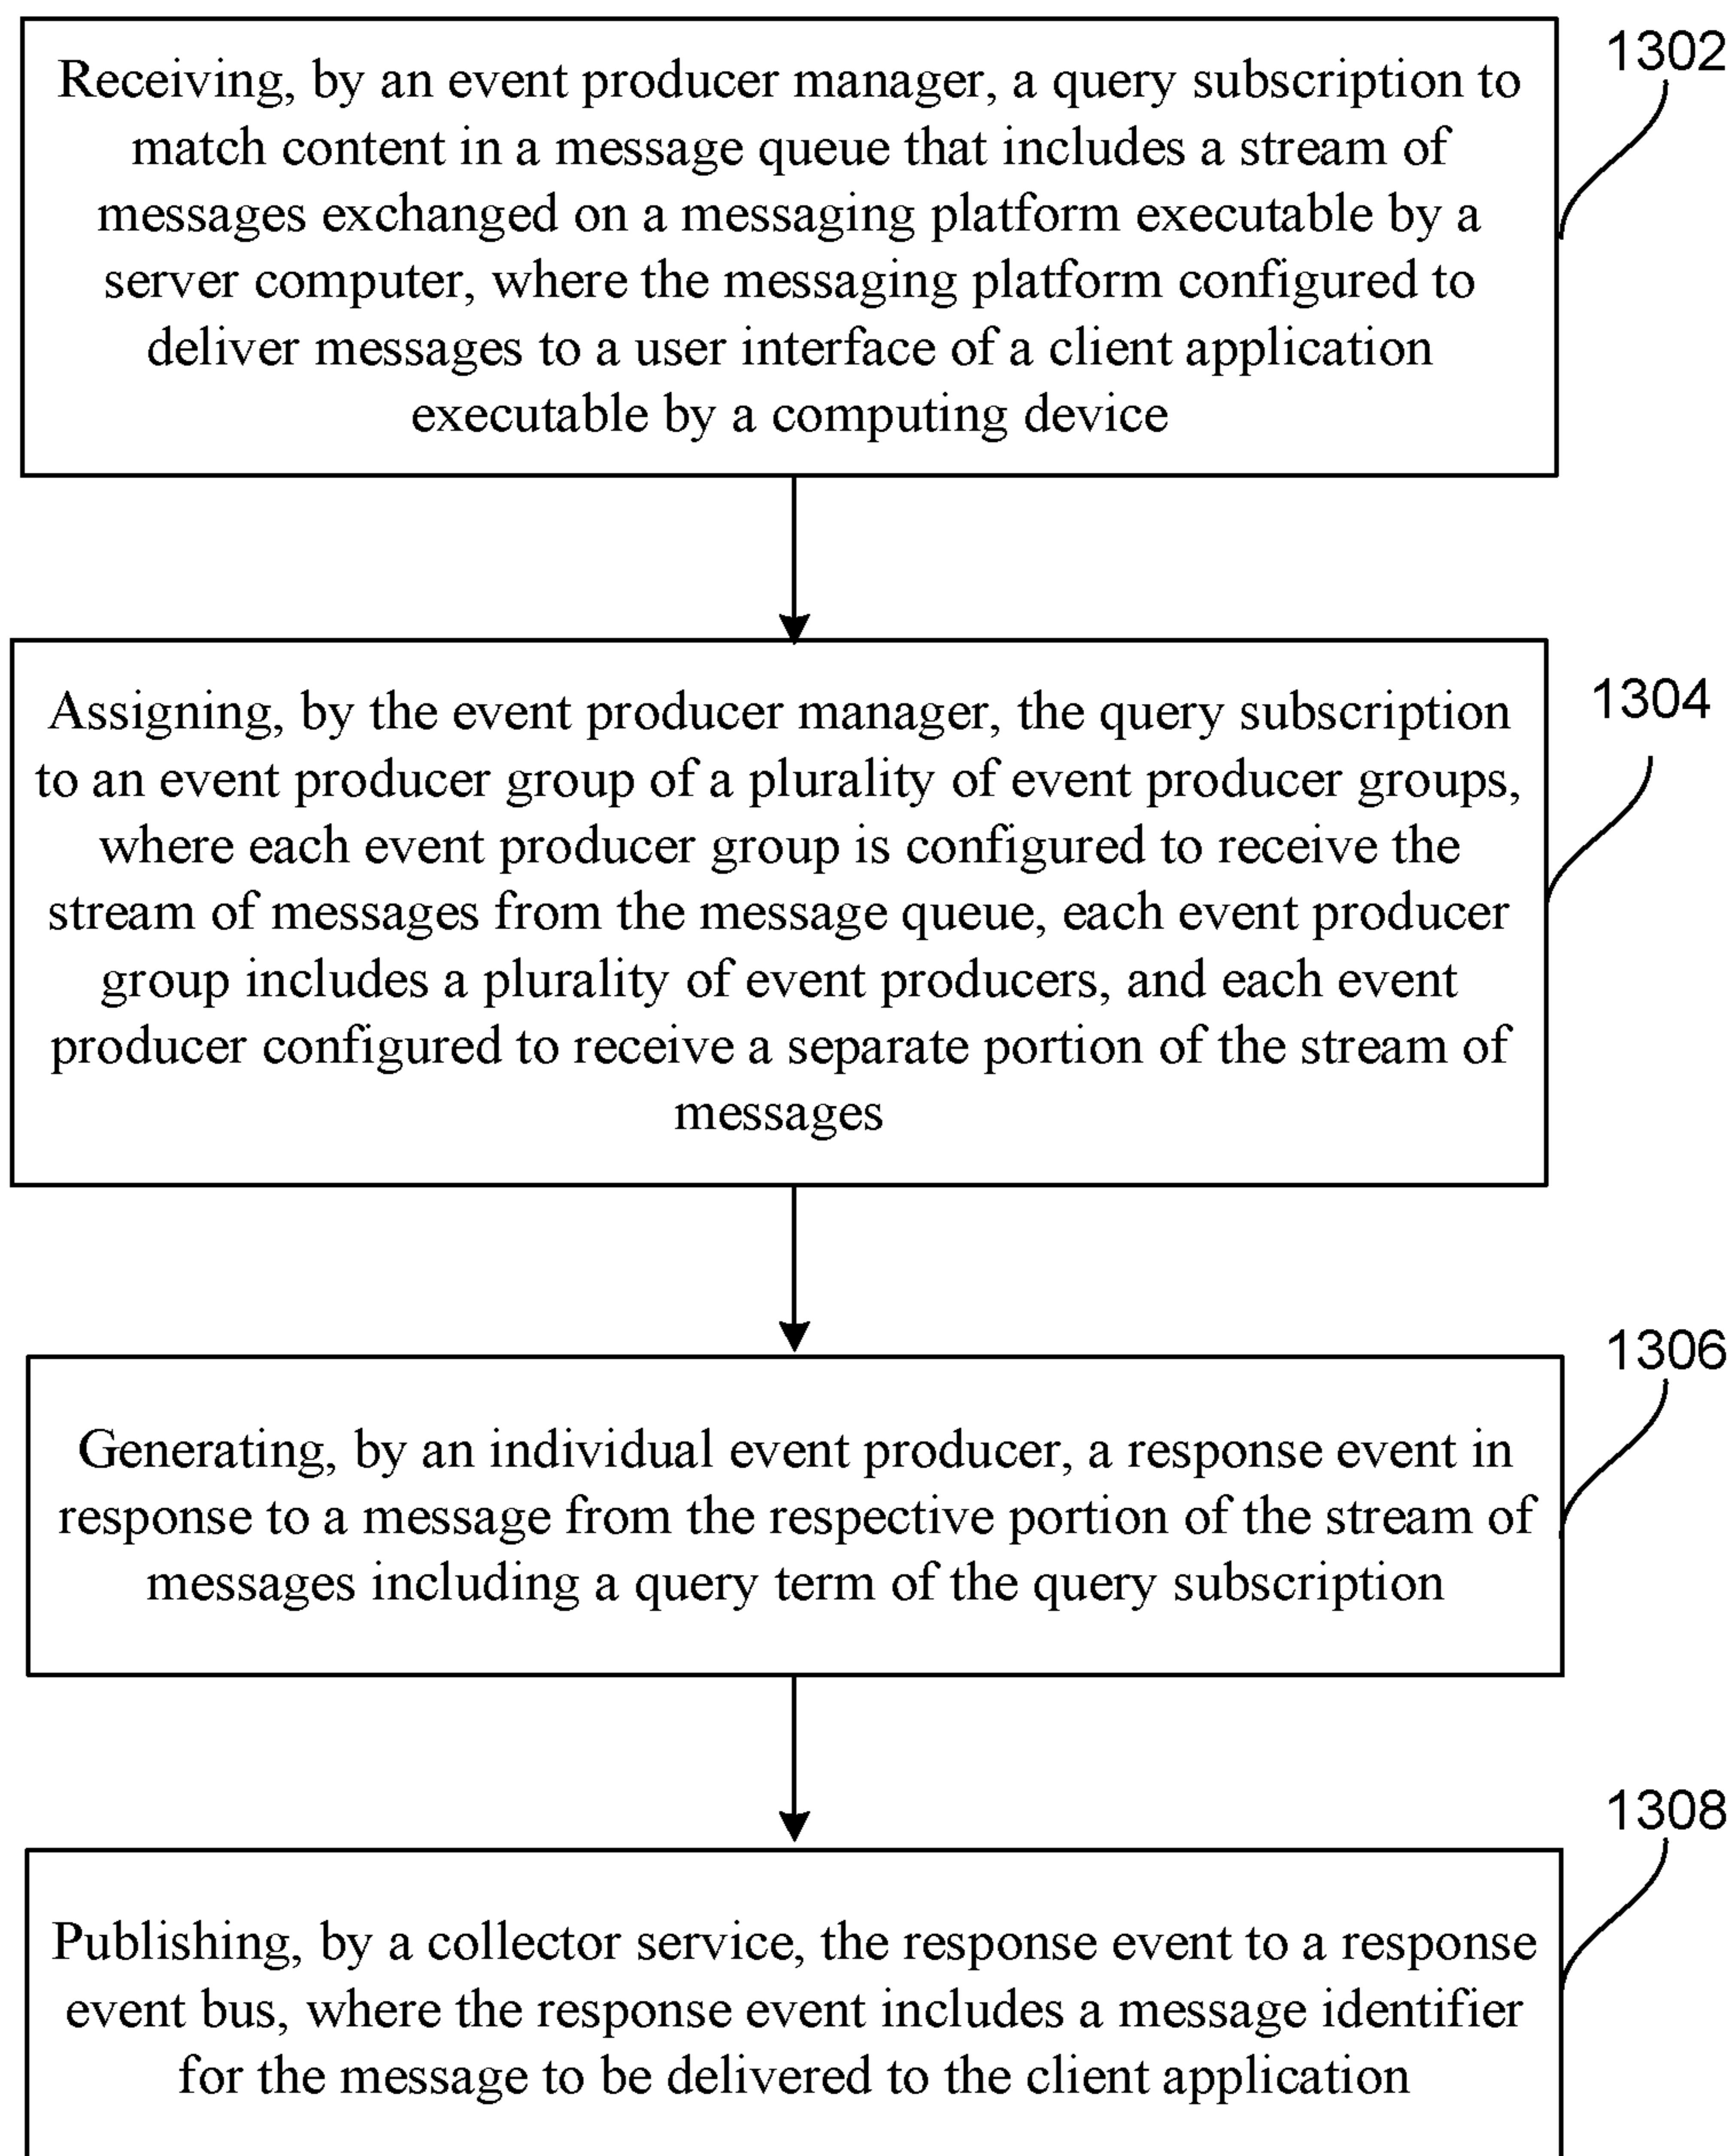 1302
Receiving, by an event producer manager, a query subscription to
match content in a message queue that includes a stream of
messages exchanged on a messaging platform executable by a
server computer, where the messaging platform configured to
deliver messages to a user interface of a client application
executable by a computing device
1304
Assigning, by the event producer manager, the query subscription
to an event producer group of a plurality of event producer groups,
where each event producer group is configured to receive the
stream of messages from the message queue, each event producer
group includes a plurality of event producers, and each event
producer configured to receive a separate portion of the stream of
messages
1306
Generating, by an individual event producer, a response event in
response to a message from the respective portion of the stream of
messages including a query term of the query subscription
1308
Publishing, by a collector service, the response event to a response
event bus, where the response event includes a message identifier
for the message to be delivered to the client application